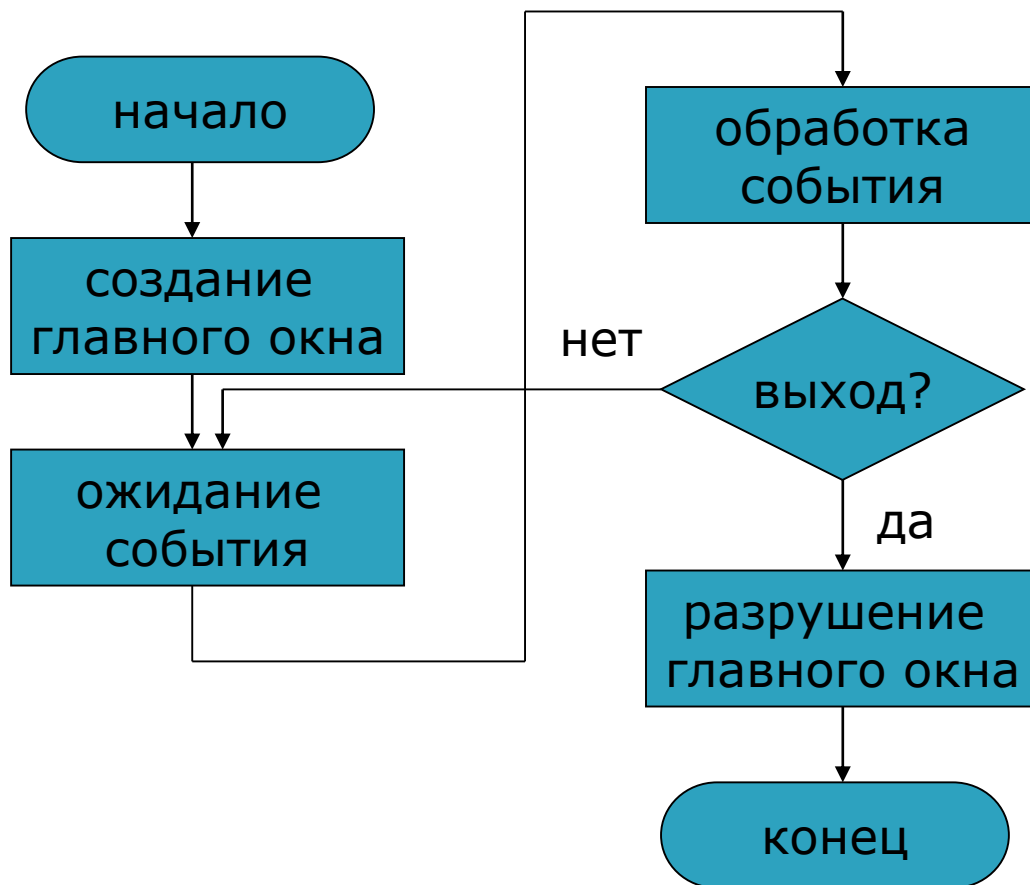 начало
создание
главного окна
ожидание
события
обработка
события
выход?
нет
да
разрушение
главного окна
конец